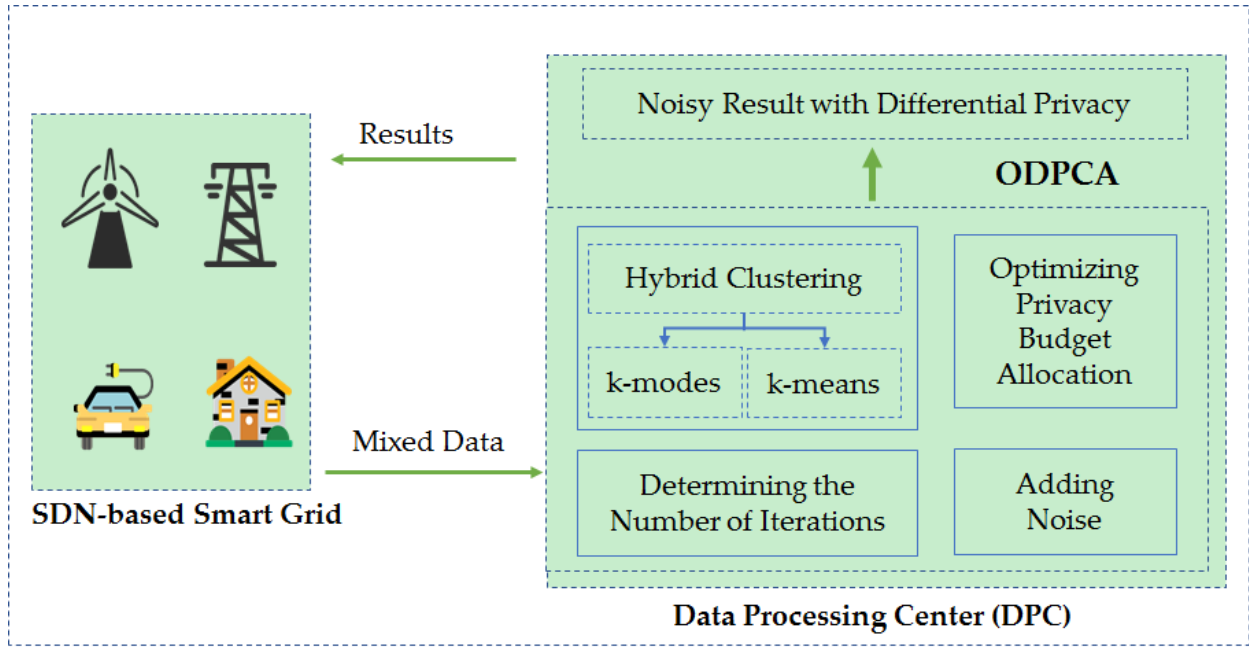 Noisy Result with Differential Privacy
Results
ODPCA
Hybrid Clustering
k-modes
k-means
Optimizing
Privacy
Budget
Allocation
Mixed Data
Determining the
Number of Iterations
Adding
Noise
SDN-based Smart Grid
Data Processing Center (DPC)